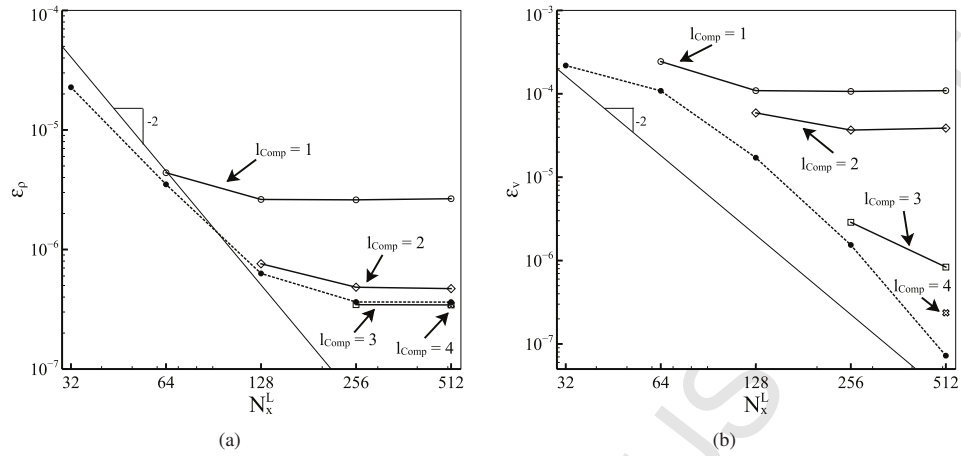 10⁻⁴
10⁻⁵
10⁻⁶
10⁻⁷
ε_ρ
-2
l_Comp = 1
l_Comp = 2
l_Comp = 3
l_Comp = 4
32 64 128 256 512
N_x^L
(a)
10⁻³
10⁻⁴
10⁻⁵
10⁻⁶
10⁻⁷
ε_v
-2
l_Comp = 1
l_Comp = 2
l_Comp = 3
l_Comp = 4
32 64 128 256 512
N_x^L
(b)
US